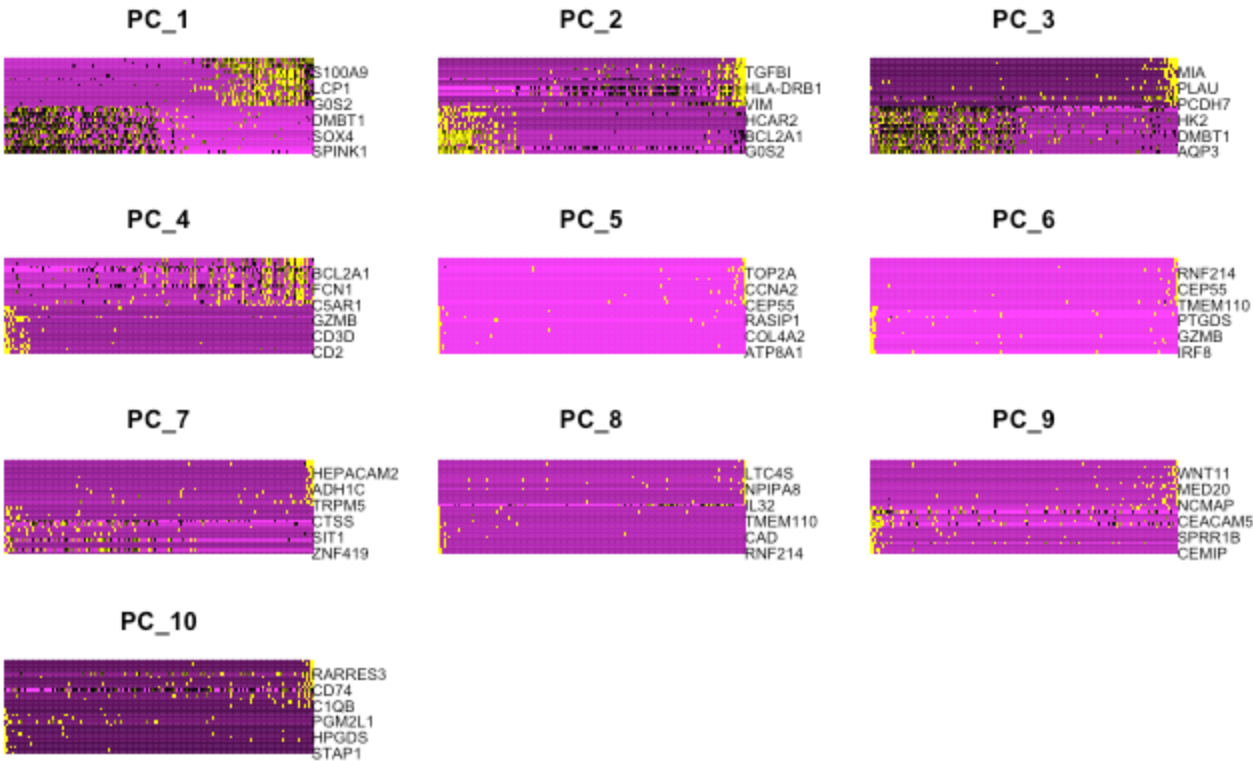 PC_1
PC_2
PC_3
S100A9
LCP1
G0S2
DMBT1
SOX4
SPINK1
TGFBI
HLA-DRB1
VIM
HCAR2
BCL2A1
G0S2
MIA
PLAU
PCDH7
HK2
DMBT1
AQP3
PC_4
PC_5
PC_6
BCL2A1
FCN1
C5AR1
GZMB
CD3D
CD2
TOP2A
CCNA2
CEP55
RASIP1
COL4A2
ATP8A1
RNF214
CEP55
TMEM110
PTGDS
GZMB
IRF8
PC_7
PC_8
PC_9
HEPACAM2
ADH1C
TRPM5
CTSS
SIT1
ZNF419
LTC4S
NPIPA8
IL32
TMEM110
CAD
RNF214
WNT11
MED20
NCMAP
CEACAM5
SPRR1B
CEMIP
PC_10
RARRES3
CD74
C1QB
PGM2L1
HPGDS
STAP1